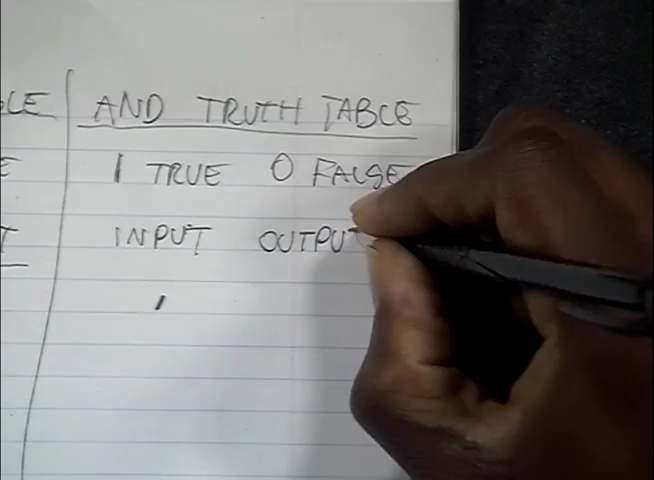 AND TRUTH TABLE
1 TRUE 0 FALSE
INPUT OUTPUT